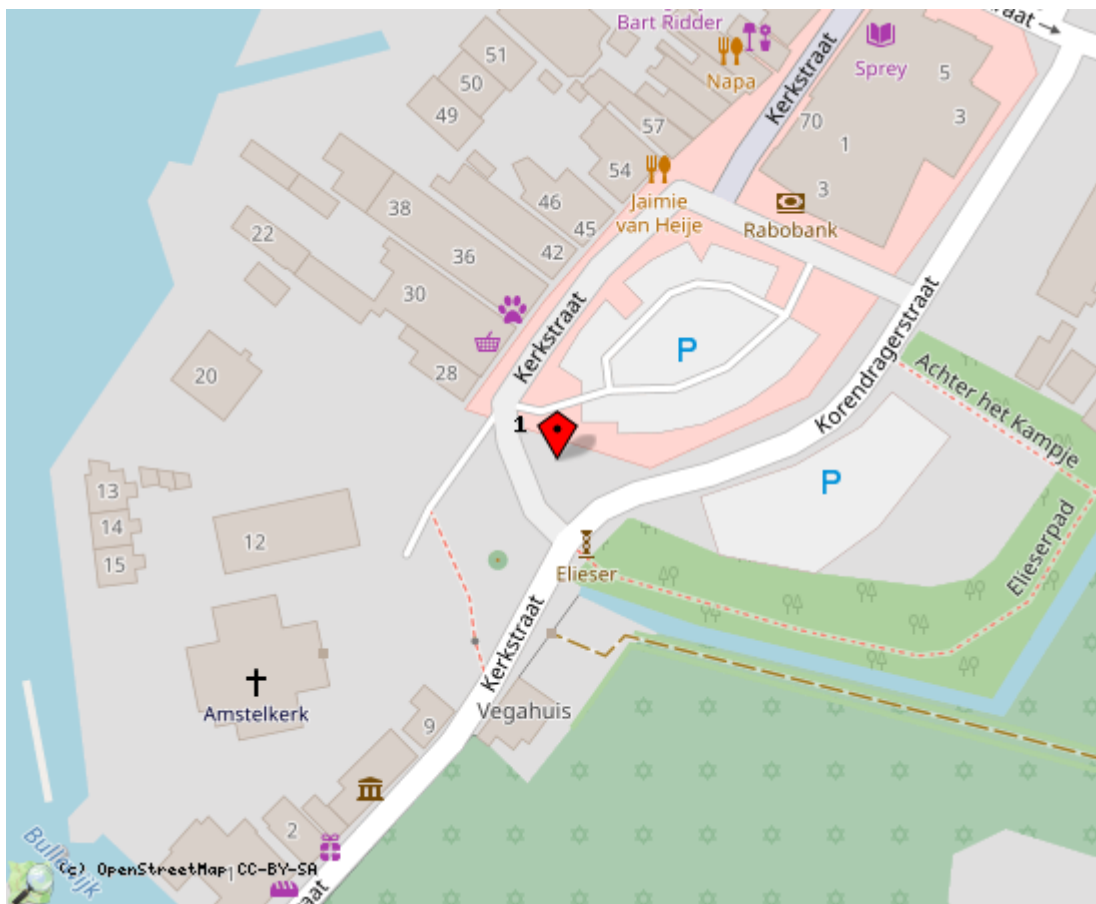 Bart Ridder
51
50
49
Napa
Kerkstraat
Sprey
5
3
70
1
3
57
54
Jaimie
van Heije
Rabobank
46
45
42
38
36
30
22
28
20
Kerkstraat
P
Korendragerstraat
Achter het Kampje
1
P
Elieserpad
13
14
15
12
Elieser
Kerkstraat
Amstelkerk
9
Vegahuis
2
(c) OpenStreetMap CC-BY-SA